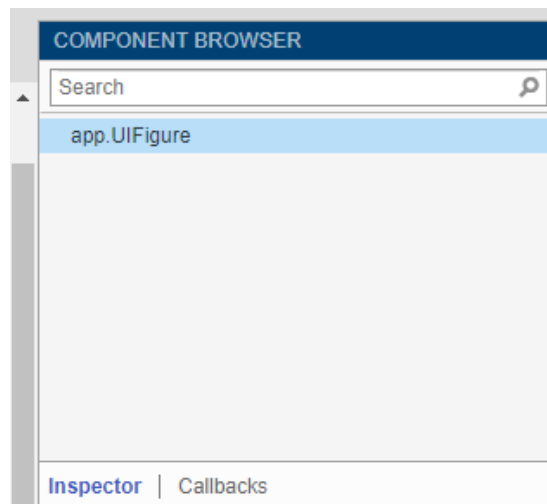 COMPONENT BROWSER
Search
app.UIFigure
Inspector | Callbacks